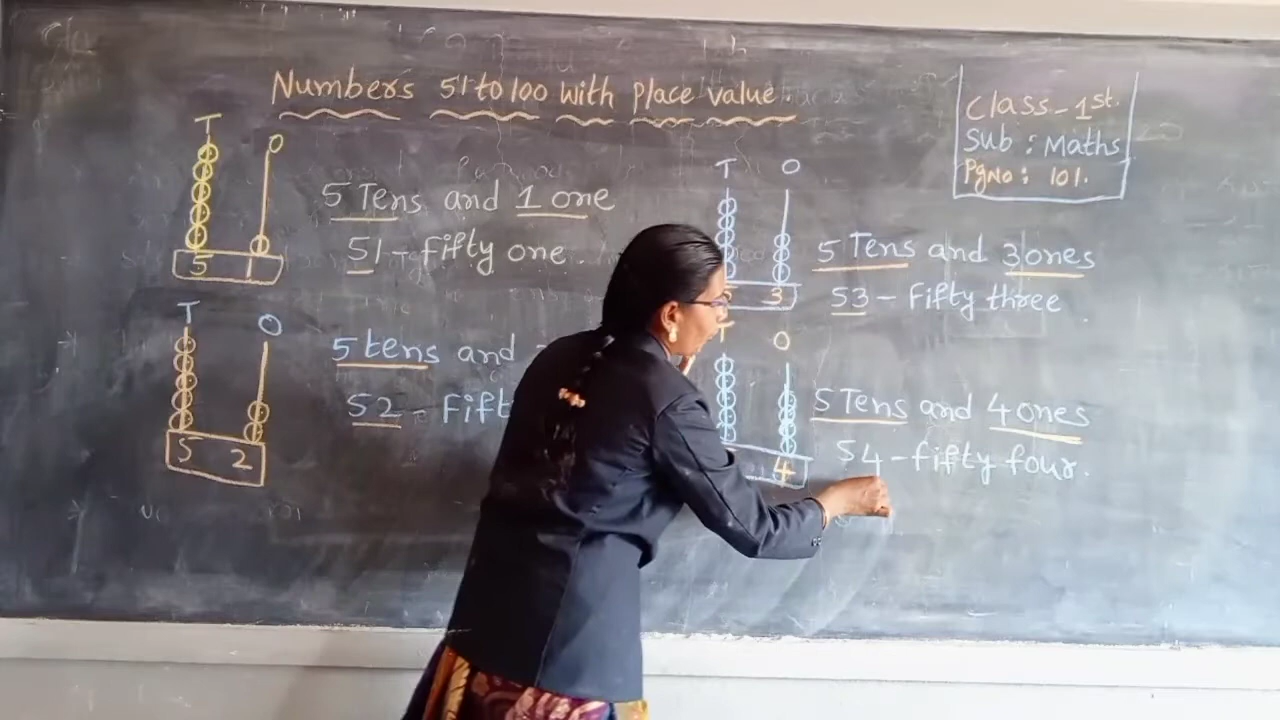 Numbers 51 to 100 with place value.
Class - 1st.
Sub : Maths
Pg No : 101.
T O
5 1
5 Tens and 1 one
51 - fifty one.
T O
5 2
5 tens and
52 - Fift
T O
3
5 Tens and 3 ones
53 - Fifty three.
T O
4
5 Tens and 4 ones
54 - fifty four.